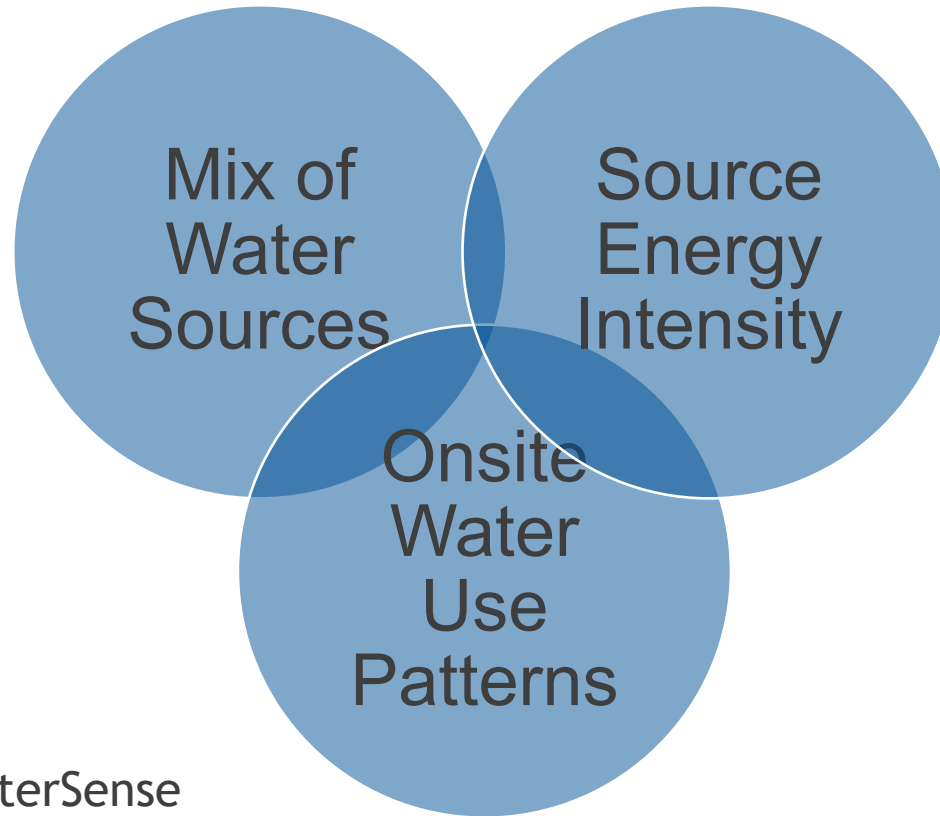 Mix of
Water
Sources
Source
Energy
Intensity
Onsite
Water
Use
Patterns
terSense